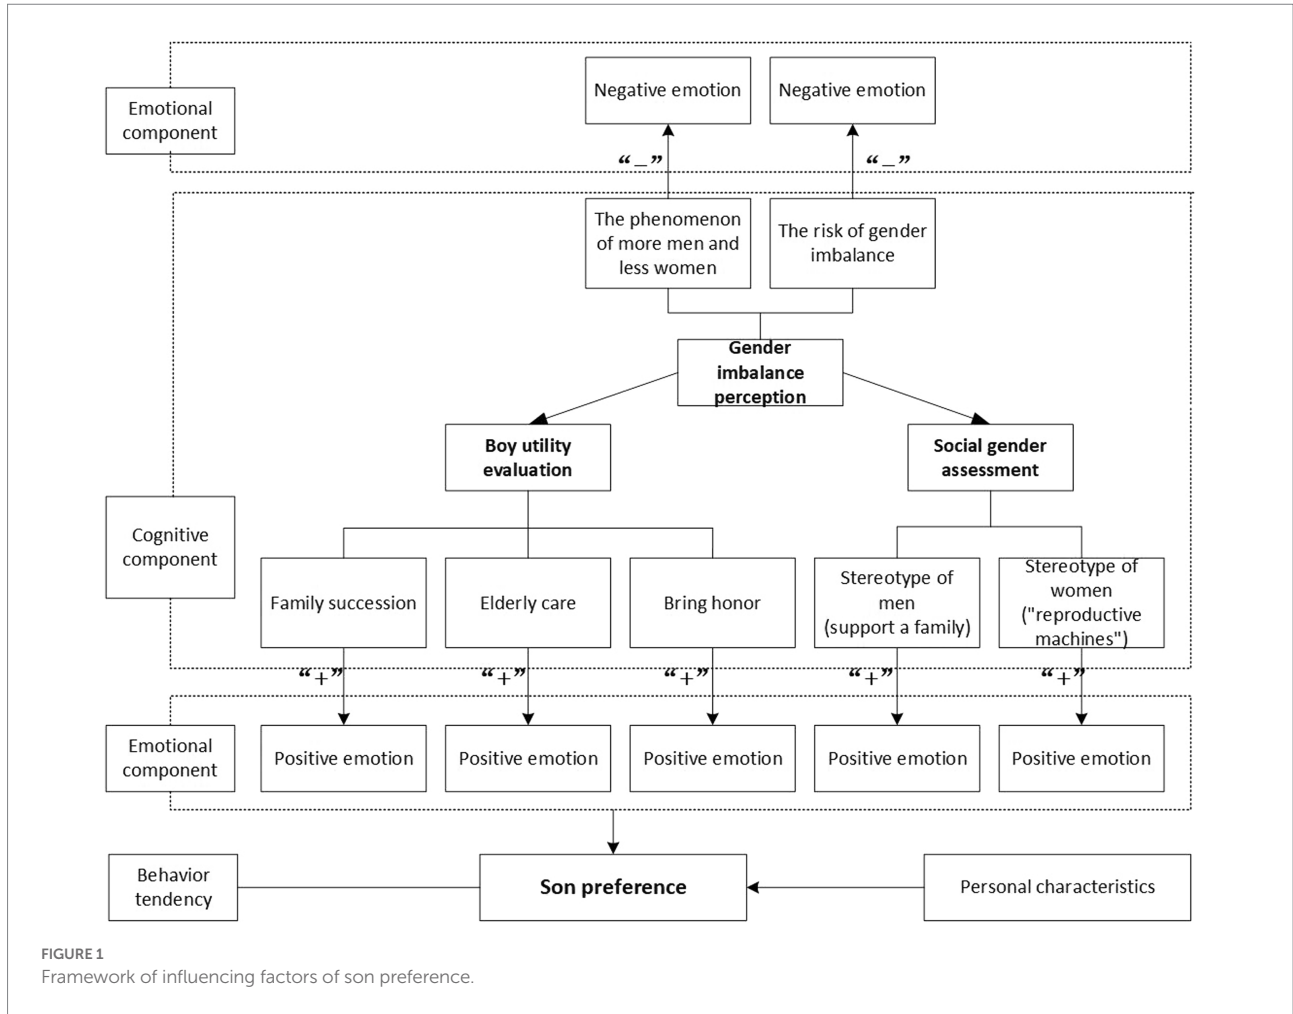 Negative emotion
Negative emotion
Emotional
component
“–”
“–”
The phenomenon
of more men and
less women
The risk of gender
imbalance
Gender
imbalance
perception
Boy utility
evaluation
Social gender
assessment
Cognitive
component
Family succession
Elderly care
Bring honor
Stereotype of
men
(support a family)
Stereotype of
women
("reproductive
machines")
“+”
“+”
“+”
“+”
“+”
Emotional
component
Positive emotion
Positive emotion
Positive emotion
Positive emotion
Positive emotion
Behavior
tendency
Son preference
Personal characteristics
FIGURE 1
Framework of influencing factors of son preference.